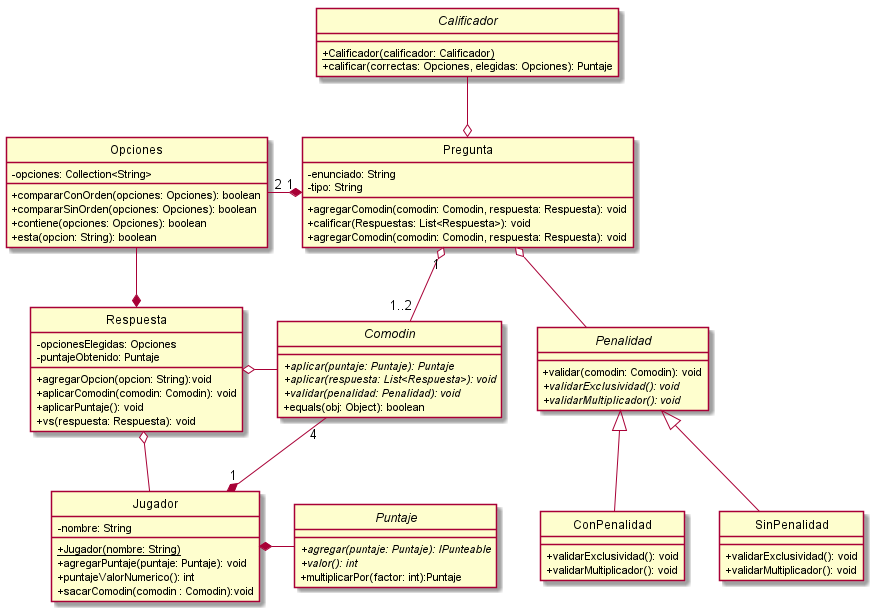 Calificador
+Calificador(calificador: Calificador)
+calificar(correctas: Opciones, elegidas: Opciones): Puntaje
Opciones
-opciones: Collection<String>
+compararConOrden(opciones: Opciones): boolean
+compararSinOrden(opciones: Opciones): boolean
+contiene(opciones: Opciones): boolean
+esta(opcion: String): boolean
2 1
Pregunta
-enunciado: String
-tipo: String
+agregarComodin(comodin: Comodin, respuesta: Respuesta): void
+calificar(Respuestas: List<Respuesta>): void
+agregarComodin(comodin: Comodin, respuesta: Respuesta): void
1
1..2
Respuesta
-opcionesElegidas: Opciones
-puntajeObtenido: Puntaje
+agregarOpcion(opcion: String):void
+aplicarComodin(comodin: Comodin): void
+aplicarPuntaje(): void
+vs(respuesta: Respuesta): void
Comodin
+aplicar(puntaje: Puntaje): Puntaje
+aplicar(respuesta: List<Respuesta>): void
+validar(penalidad: Penalidad): void
+equals(obj: Object): boolean
Penalidad
+validar(comodin: Comodin): void
+validarExclusividad(): void
+validarMultiplicador(): void
4
1
Jugador
-nombre: String
+Jugador(nombre: String)
+agregarPuntaje(puntaje: Puntaje): void
+puntajeValorNumerico(): int
+sacarComodin(comodin : Comodin):void
Puntaje
+agregar(puntaje: Puntaje): IPunteable
+valor(): int
+multiplicarPor(factor: int):Puntaje
ConPenalidad
+validarExclusividad(): void
+validarMultiplicador(): void
SinPenalidad
+validarExclusividad(): void
+validarMultiplicador(): void